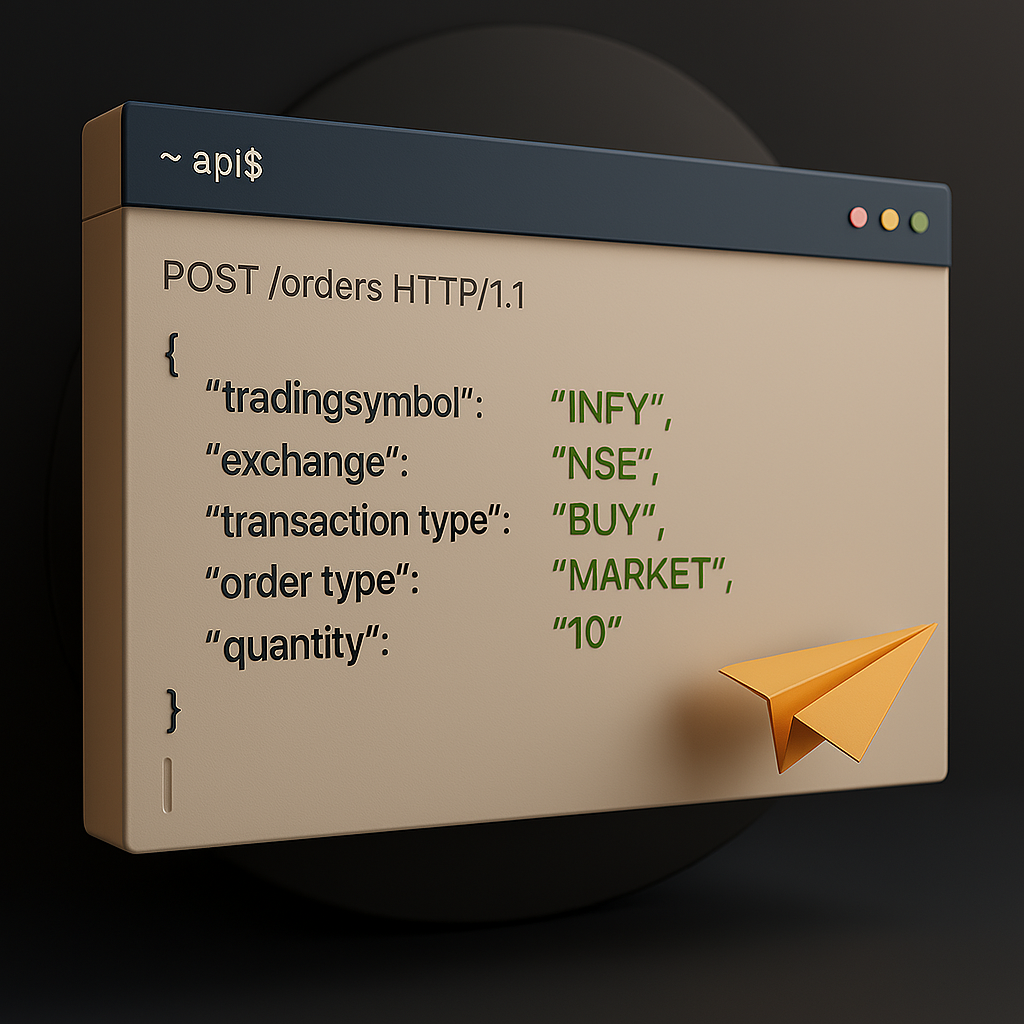 ~ api$
POST /orders HTTP/1.1
{
“tradingsymbol”: “INFY”,
“exchange”: “NSE”,
“transaction type”: “BUY”,
“order type”: “MARKET”,
“quantity”: “10”
}